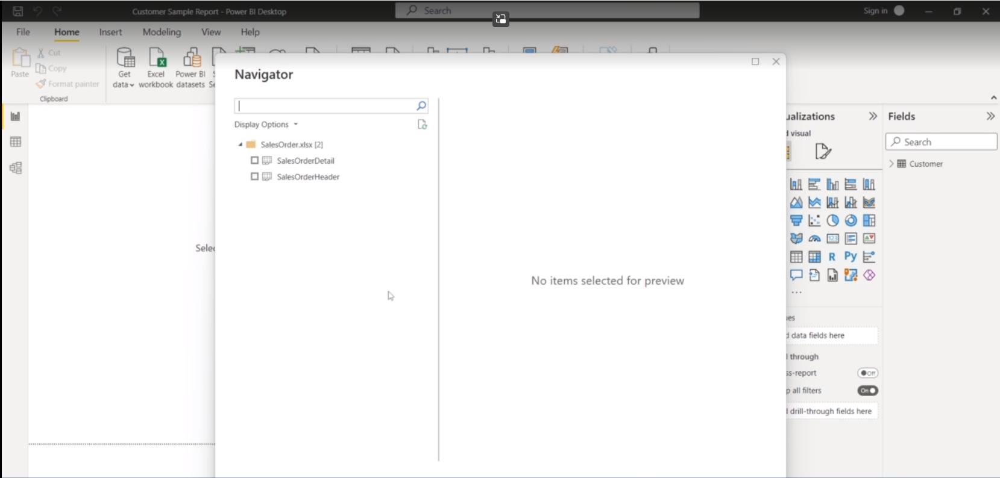 Customer Sample Report - Power BI Desktop
Search
Sign in
File
Home
Insert
Modeling
View
Help
Paste
Cut
Copy
Format painter
Clipboard
Get
data
Excel
workbook
Power BI
datasets
S
Se
Navigator
Display Options
SalesOrder.xlsx [2]
SalesOrderDetail
SalesOrderHeader
No items selected for preview
Selec
ualizations
d visual
123
R
Py
...
es
d data fields here
l through
ss-report
Off
p all filters
On
l drill-through fields here
Fields
Search
Customer